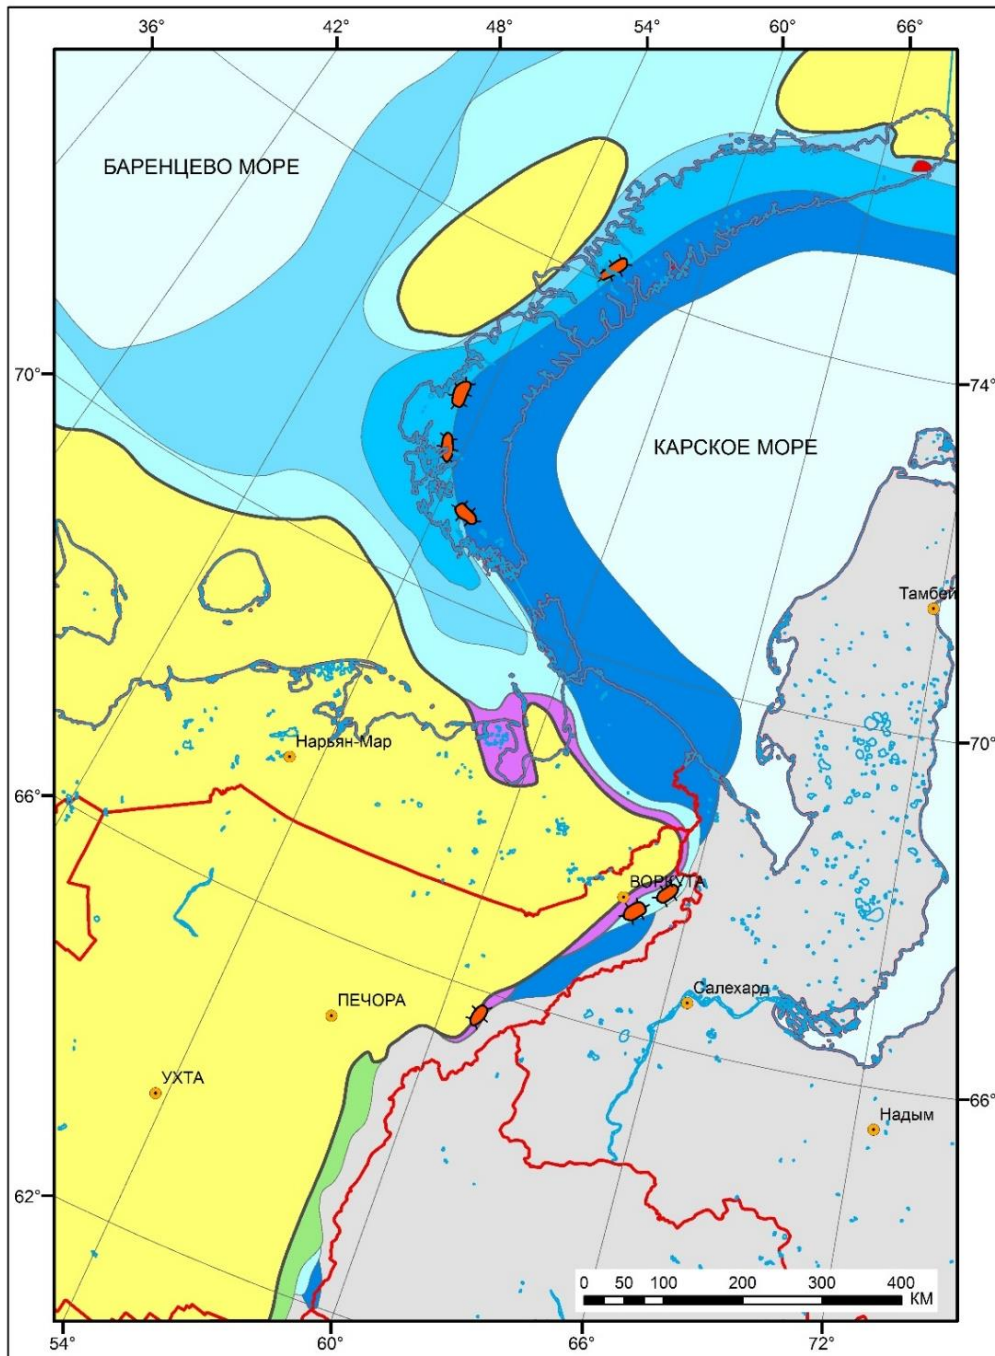 36° 42° 48° 54° 60° 66°
БАРЕНЦЕВО МОРЕ
70°
74°
КАРСКОЕ МОРЕ
Тамбей
Нарьян-Мар
70°
66°
ВОРКУТА
Салехард
ПЕЧОРА
УХТА
66°
Надым
62°
0 50 100 200 300 400
КМ
54° 60° 66° 72°